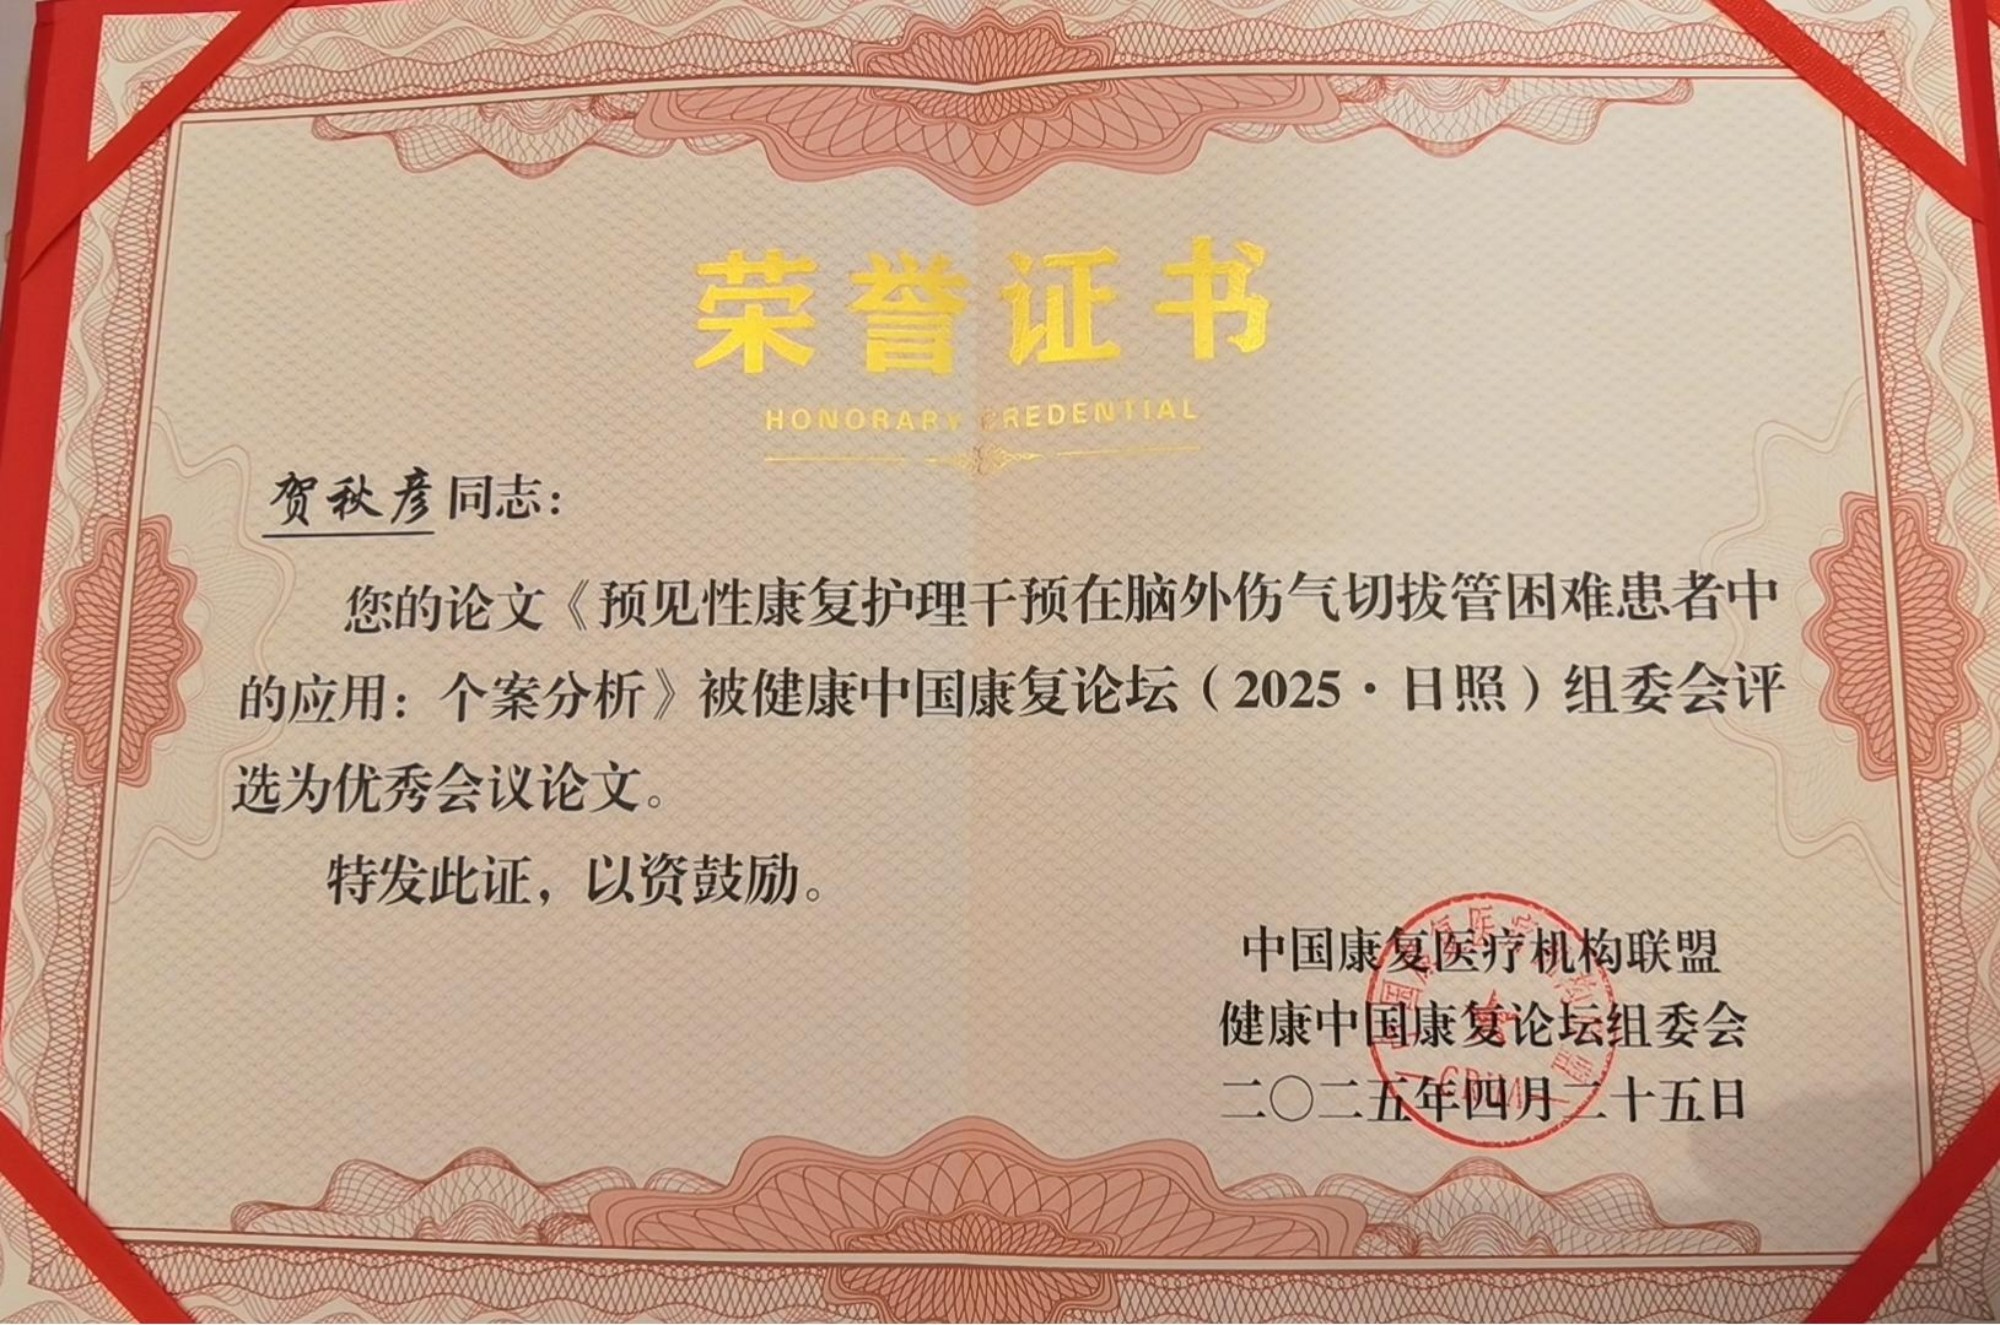 荣誉证书
HONORARY CREDENTIAL
贺秋彦同志：
您的论文《预见性康复护理干预在脑外伤气切拔管困难患者中
的应用：个案分析》被健康中国康复论坛（2025·日照）组委会评
选为优秀会议论文。
特发此证，以资鼓励。
中国康复医疗机构联盟
健康中国康复论坛组委会
二〇二五年四月二十五日